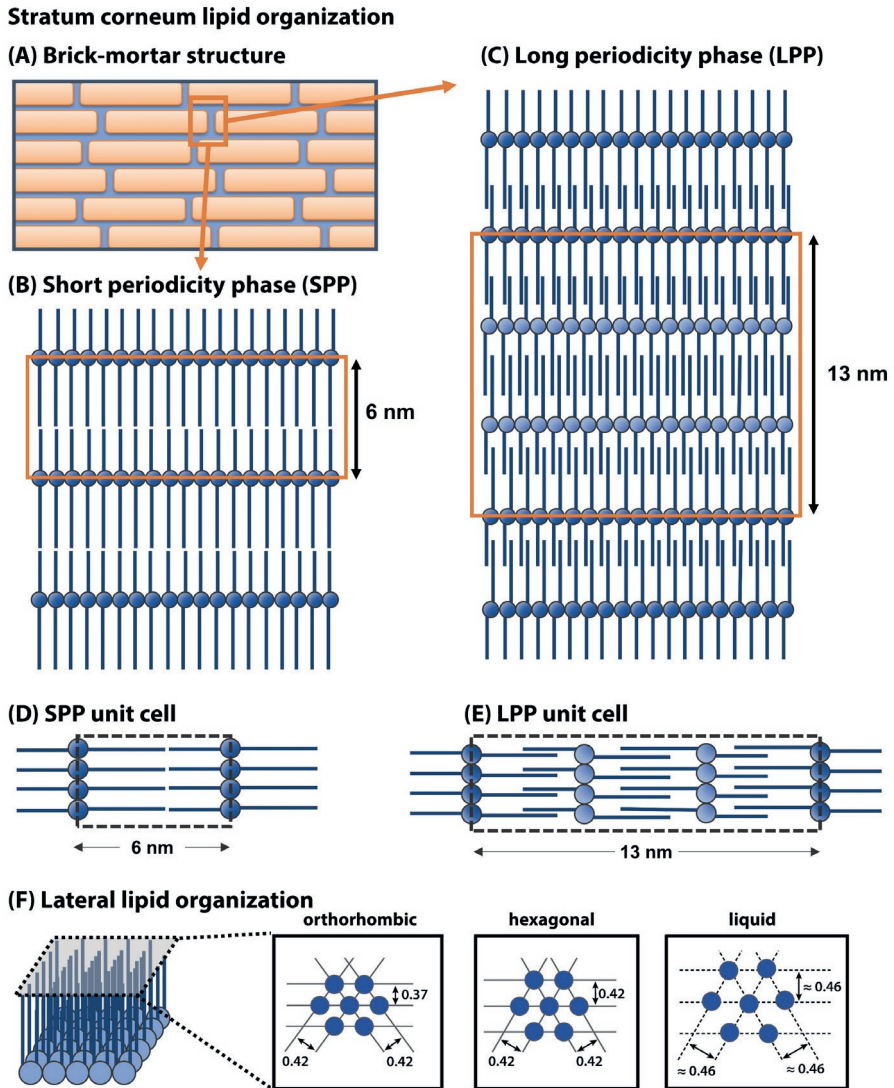 Stratum corneum lipid organization
(A) Brick-mortar structure
(C) Long periodicity phase (LPP)
(B) Short periodicity phase (SPP)
6 nm
13 nm
(D) SPP unit cell
(E) LPP unit cell
6 nm
13 nm
(F) Lateral lipid organization
orthorhombic
hexagonal
liquid
0.37
0.42
0.42
0.42
0.42
0.42
≈ 0.46
≈ 0.46
≈ 0.46